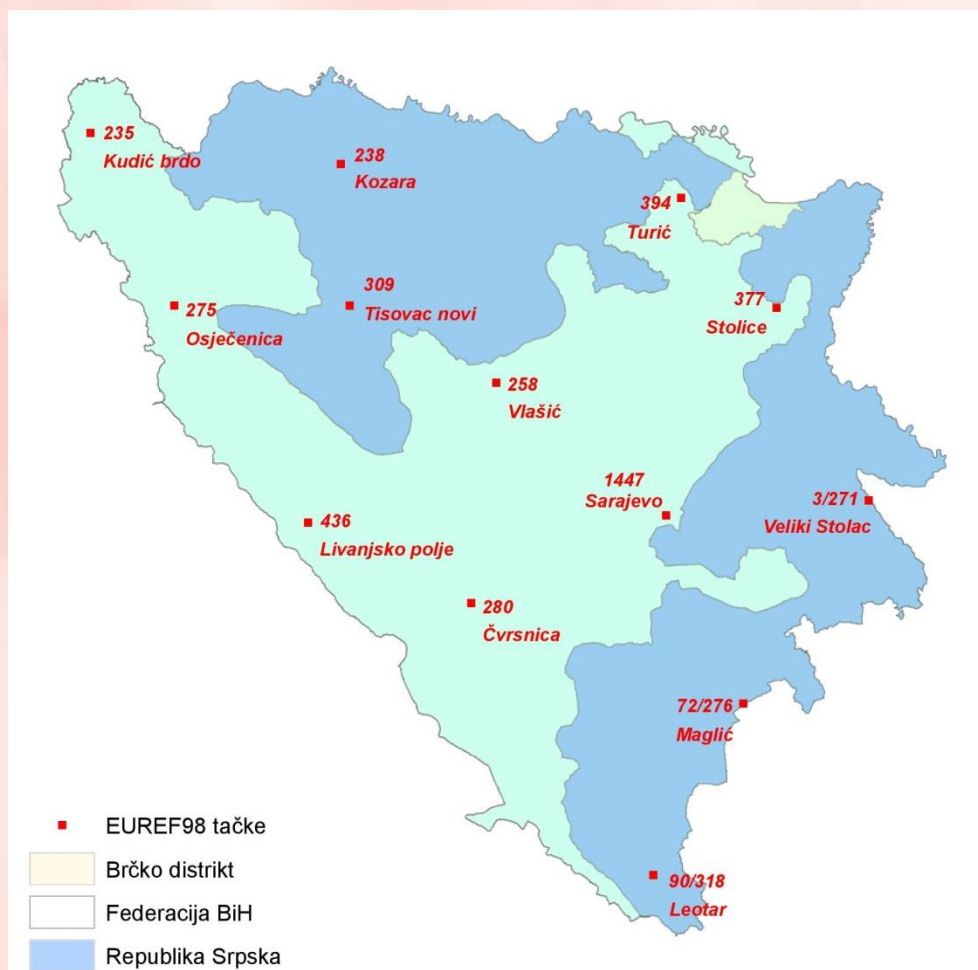 235
Kudić brdo
238
Kozara
394
Turić
309
Tisovac novi
275
Osječenica
377
Stolice
258
Vlašić
1447
Sarajevo
3/271
Veliki Stolac
436
Livanjsko polje
280
Čvrsnica
72/276
Maglić
90/318
Leotar
EUREF98 tačke
Brčko distrikt
Federacija BiH
Republika Srpska